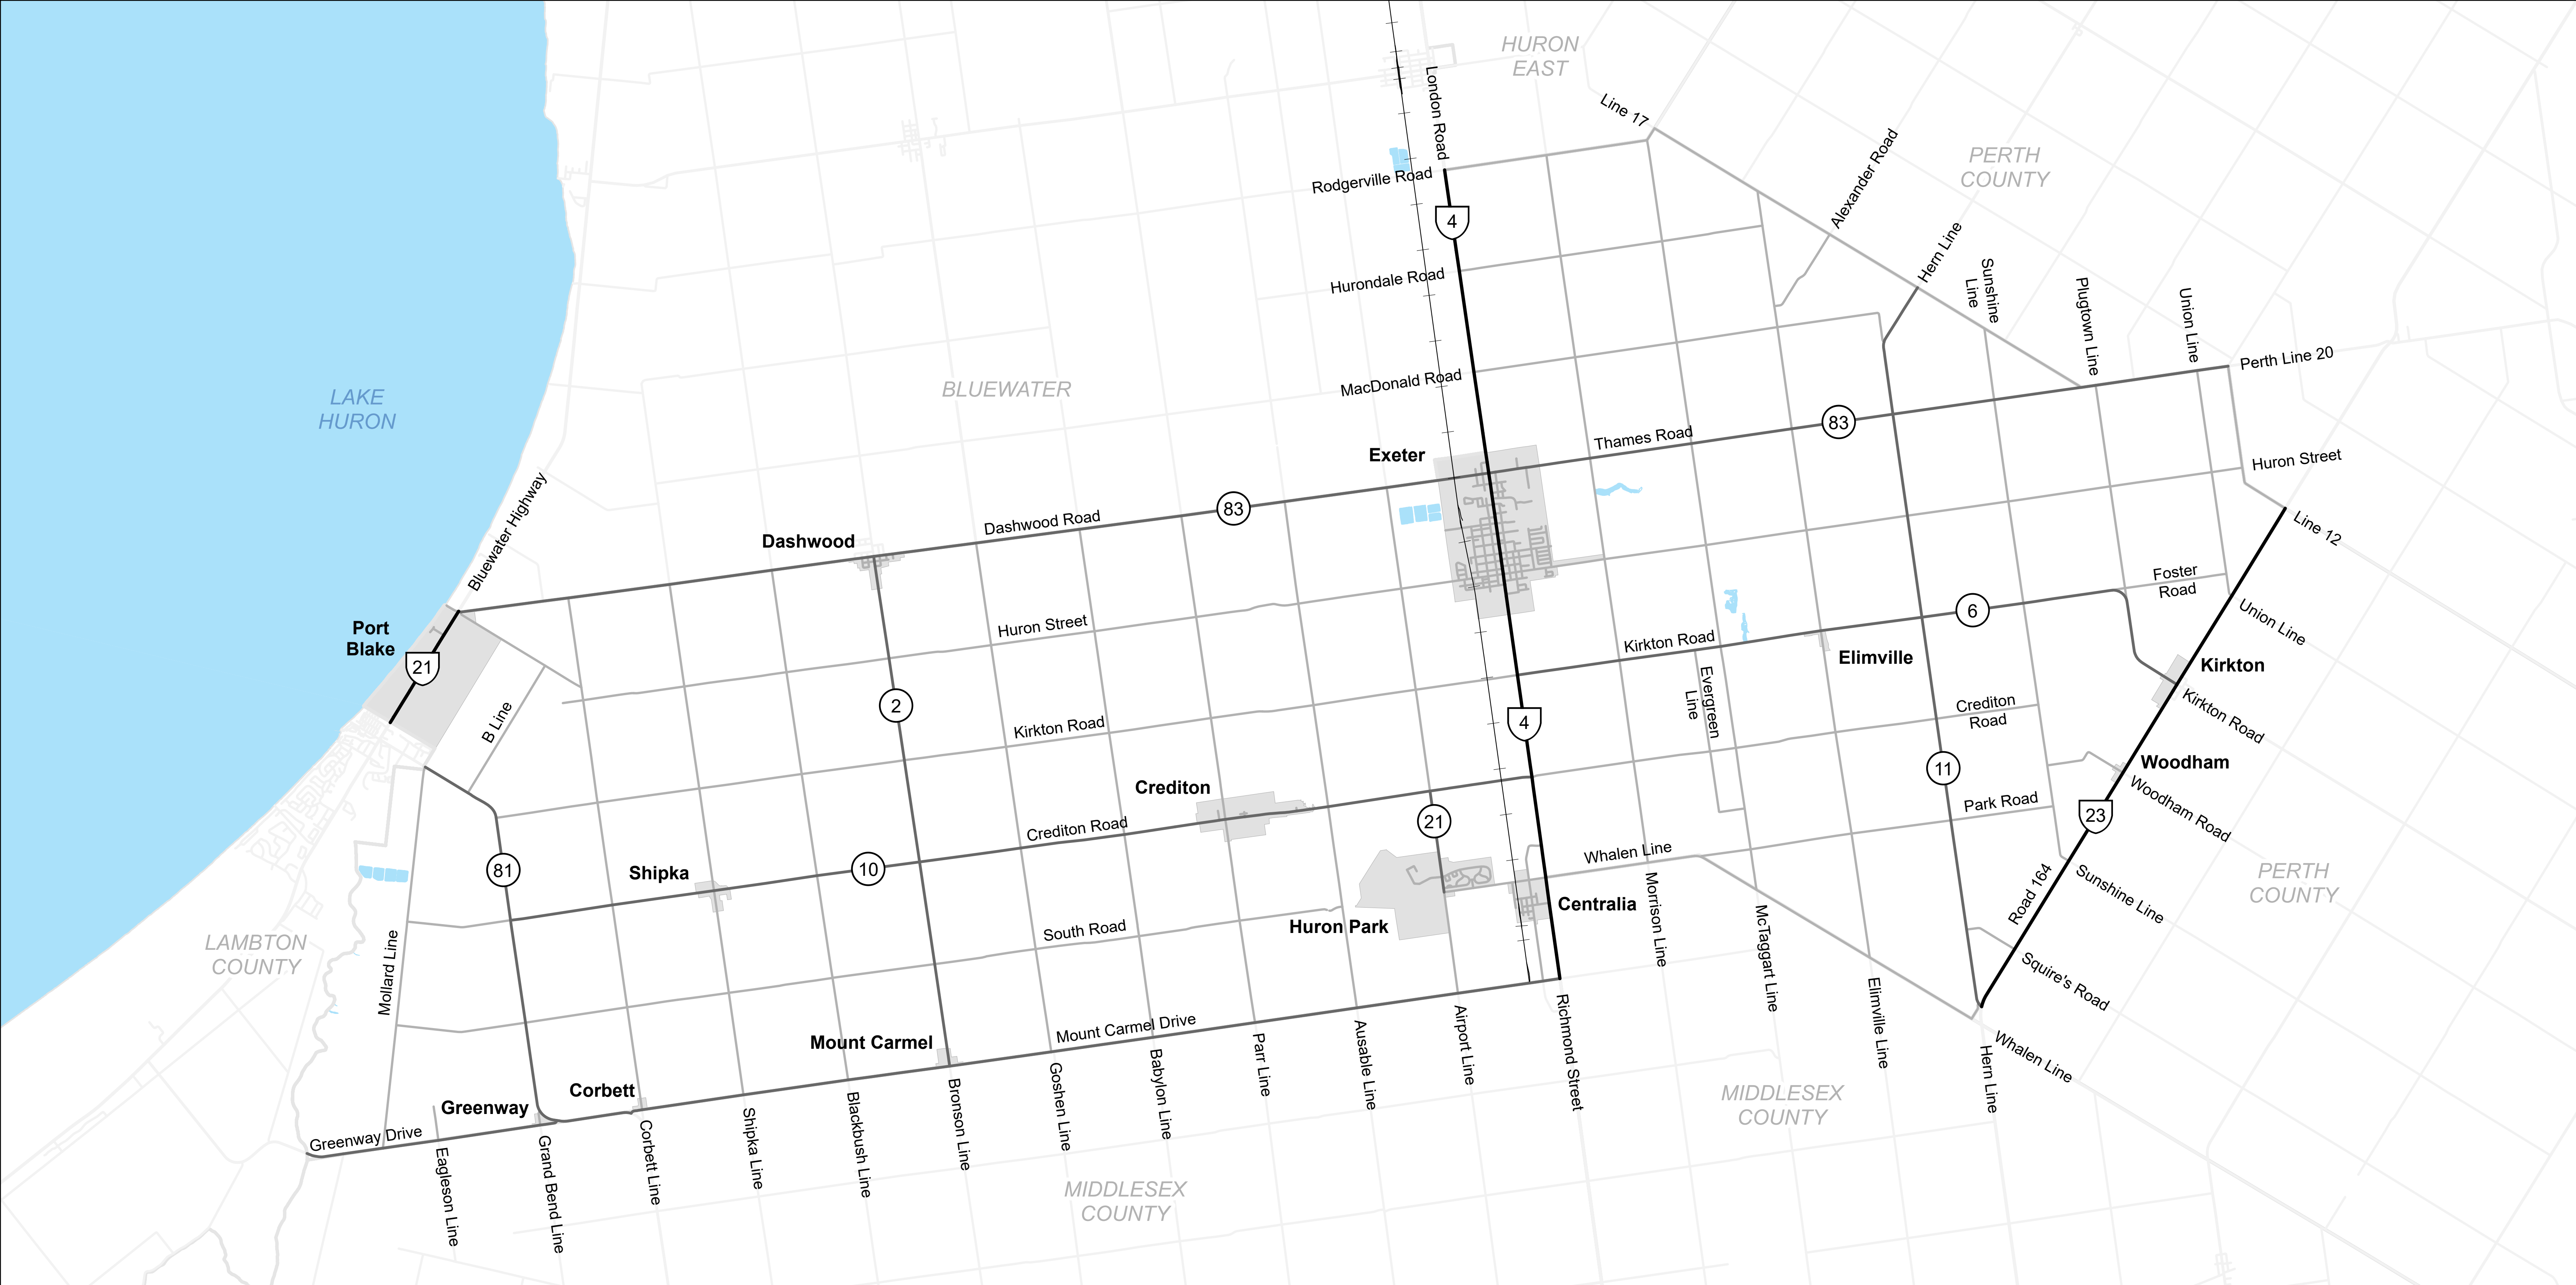 HURON
EAST
London Road
Line 17
Rodgerville Road
4
Alexander Road
PERTH
COUNTY
Hern Line
Sunshine
Line
Plugtown Line
Union Line
Perth Line 20
Hurondale Road
MacDonald Road
LAKE
HURON
BLUEWATER
83
Thames Road
Exeter
Huron Street
Bluewater Highway
Dashwood
Dashwood Road
83
Line 12
Port
Blake
21
B Line
Huron Street
2
Kirkton Road
Kirkton Road
Evergreen
Line
Elimville
6
Foster
Road
Union Line
Kirkton
Kirkton Road
4
Crediton
Road
11
Woodham
Woodham Road
Park Road
23
Crediton
Crediton Road
21
81
Shipka
10
Whalen Line
Huron Park
Centralia
Morrison Line
McTaggart Line
Road 164
Sunshine Line
PERTH
COUNTY
South Road
LAMBTON
COUNTY
Mollard Line
Squire's Road
Mount Carmel
Mount Carmel Drive
Elimville Line
Whalen Line
Hern Line
Corbett
Greenway
Greenway Drive
Eagleson Line
Grand Bend Line
Corbett Line
Shipka Line
Blackbush Line
Bronson Line
Goshen Line
Babylon Line
Parr Line
Ausable Line
Airport Line
Richmond Street
MIDDLESEX
COUNTY
MIDDLESEX
COUNTY